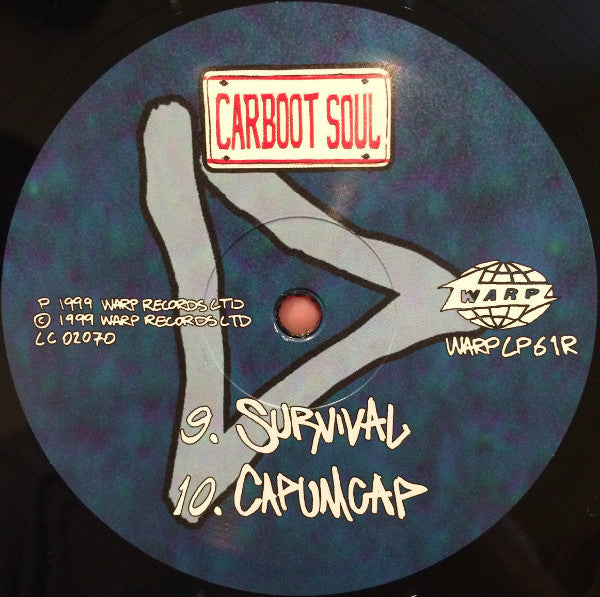 CARBOOT SOUL
P 1999 WARP RECORDS LTD
© 1999 WARP RECORDS LTD
LC 02070
WARP
WARPLP61R
9. SURVIVAL
10. CAPUMCAP